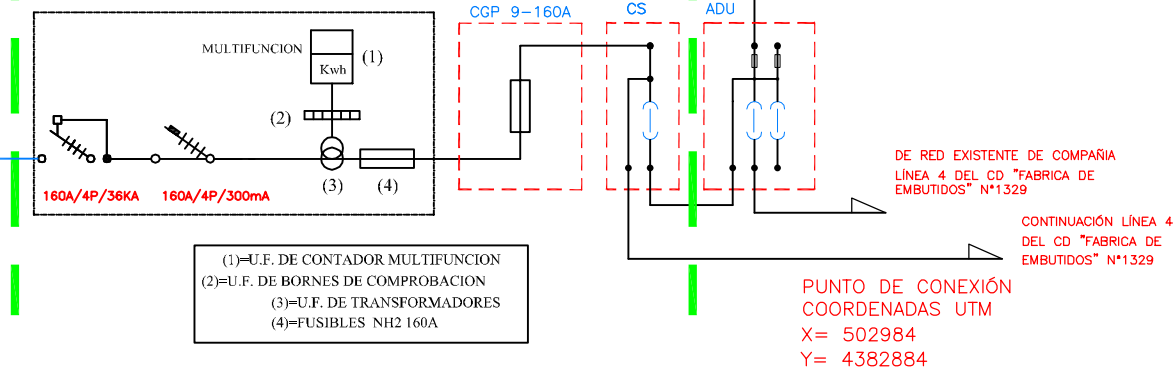 CGP 9-160A
CS
ADU
MULTIFUNCION
Kwh
(1)
(2)
(3)
(4)
160A/4P/36KA
160A/4P/300mA
DE RED EXISTENTE DE COMPAÑIA
LÍNEA 4 DEL CD "FABRICA DE
EMBUTIDOS" N°1329
CONTINUACIÓN LÍNEA 4
DEL CD "FABRICA DE
EMBUTIDOS" N°1329
(1)=U.F. DE CONTADOR MULTIFUNCION
(2)=U.F. DE BORNES DE COMPROBACION
(3)=U.F. DE TRANSFORMADORES
(4)=FUSIBLES NH2 160A
PUNTO DE CONEXIÓN
COORDENADAS UTM
X= 502984
Y= 4382884